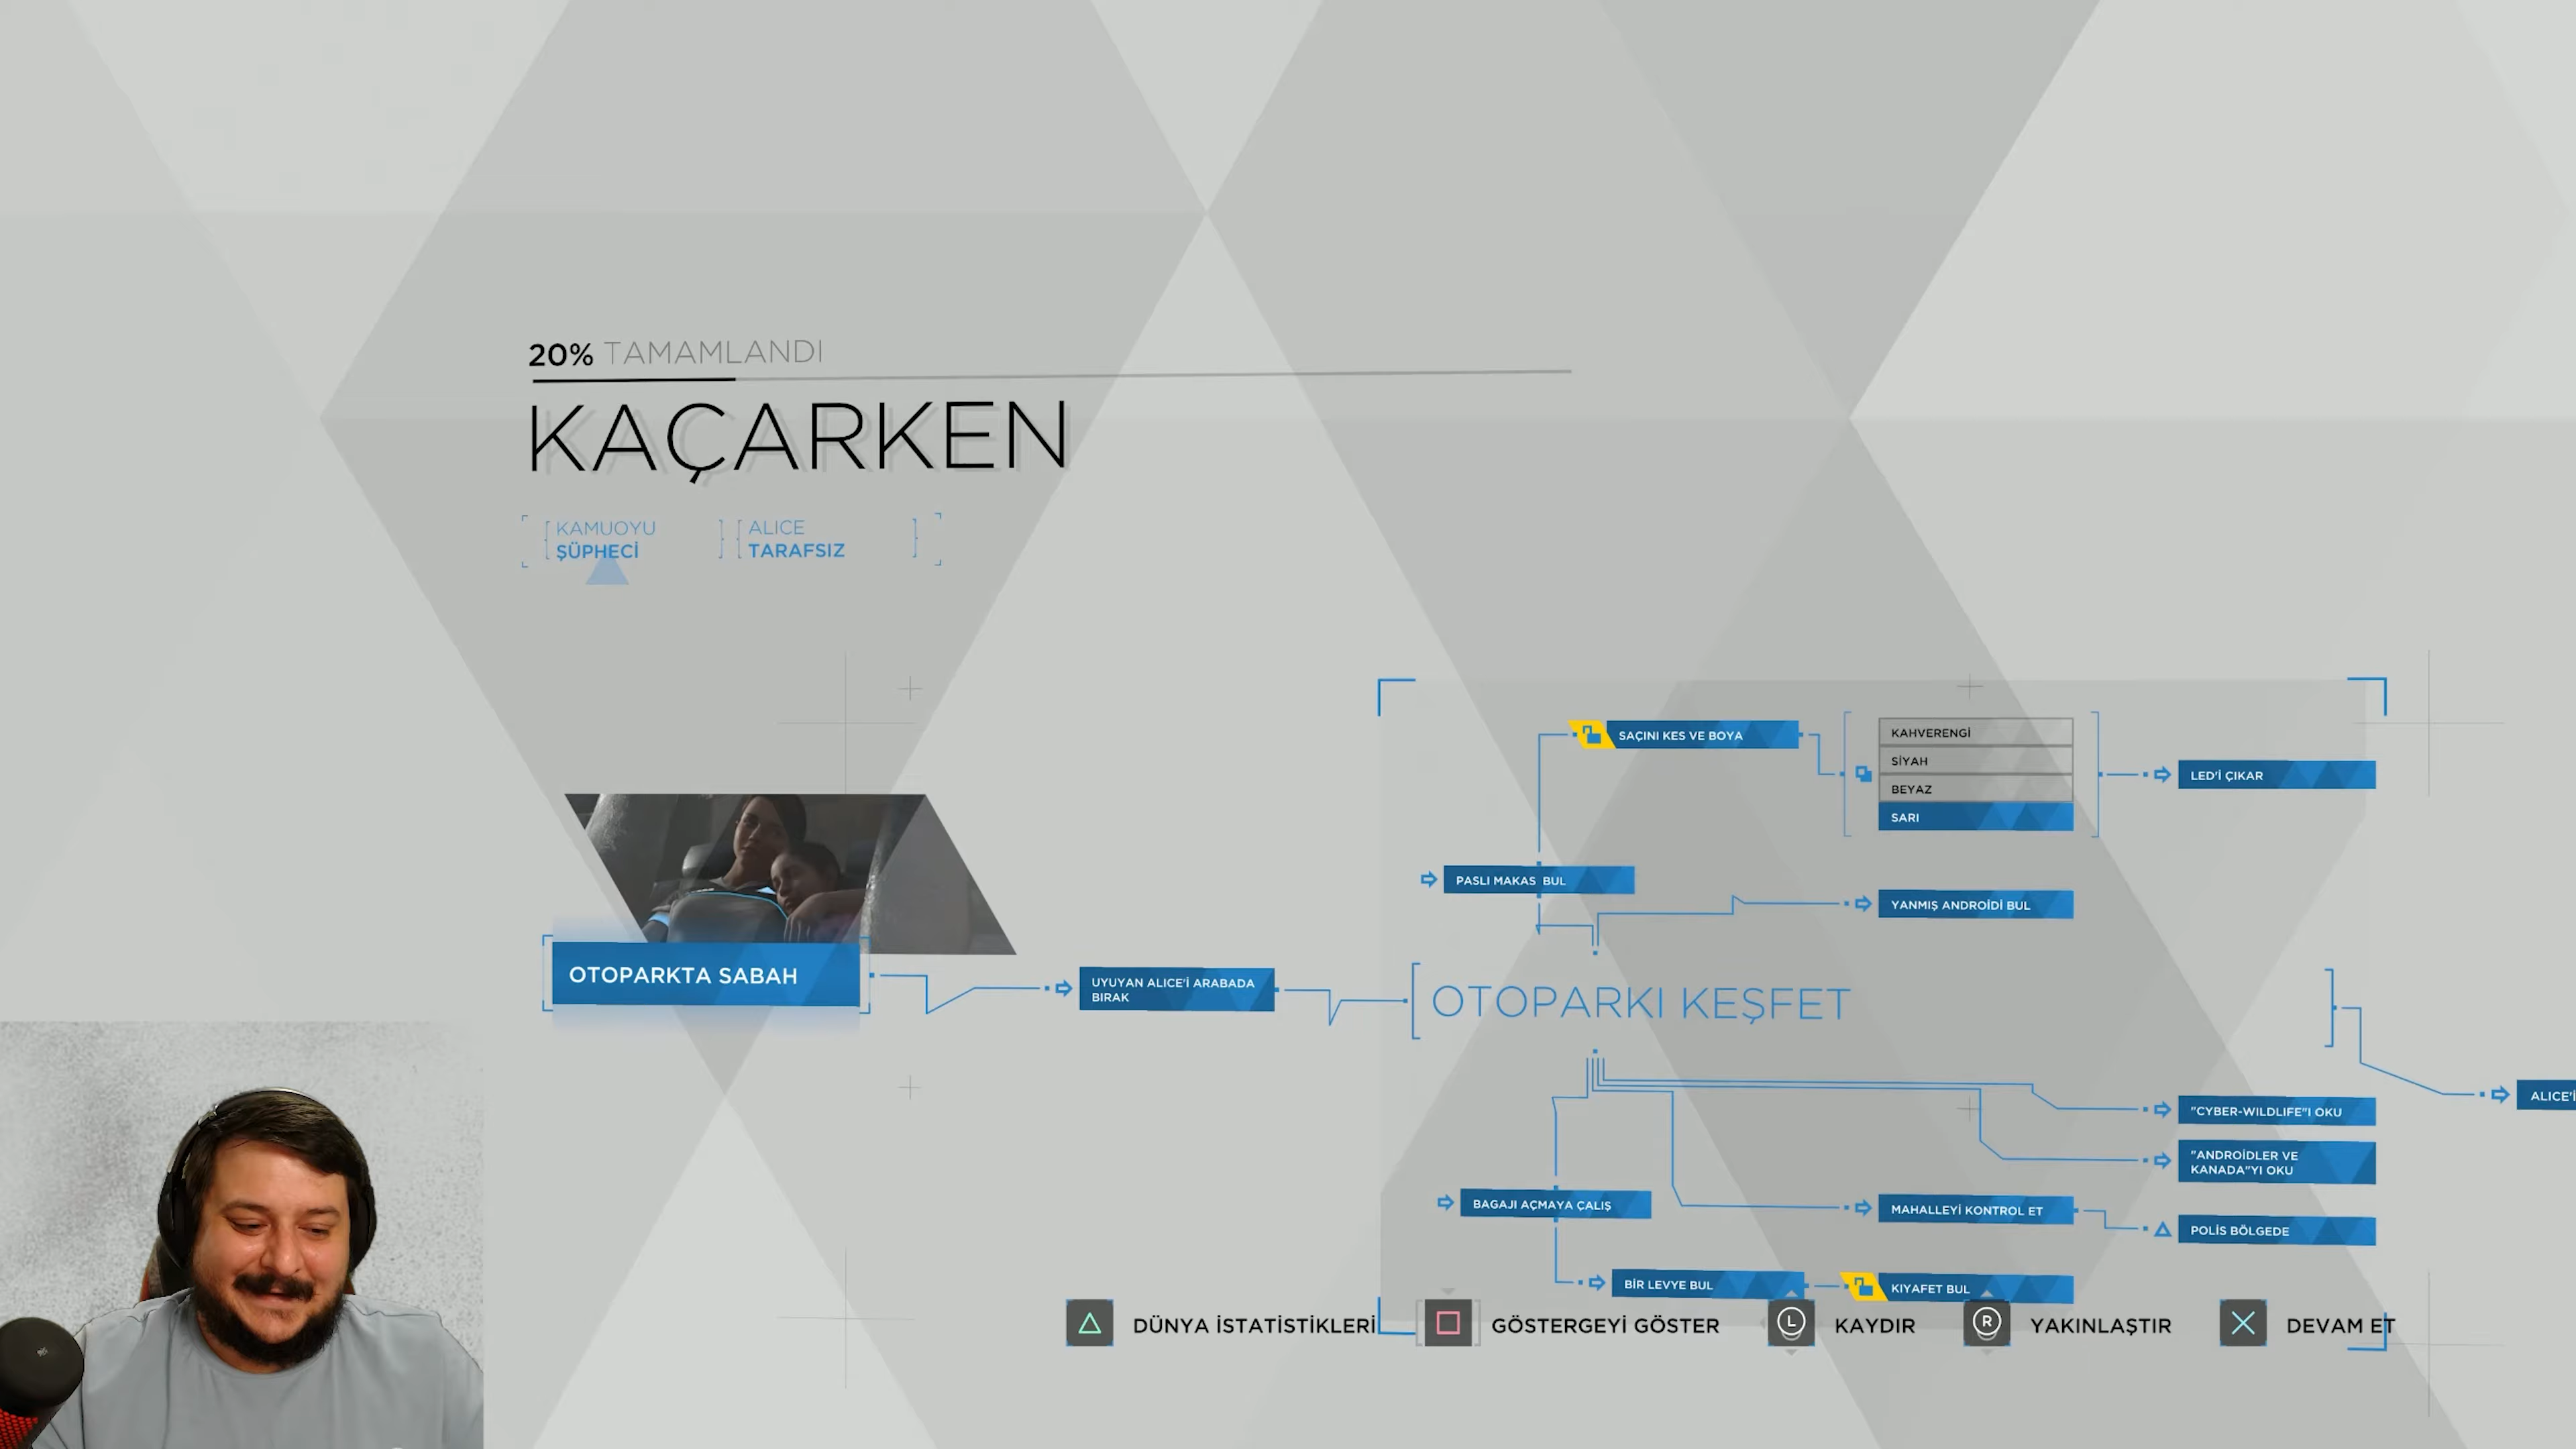 20% TAMAMLANDI
KAÇARKEN
KAMUOYU
ŞÜPHECİ
ALICE
TARAFSIZ
SAÇINI KES VE BOYA
KAHVERENGİ
SİYAH
BEYAZ
SARI
LED'İ ÇIKAR
PASLI MAKAS BUL
YANMIŞ ANDROİDİ BUL
OTOPARKTA SABAH
UYUYAN ALICE'İ ARABADA
BIRAK
OTOPARKI KEŞFET
ALICE'İ
"CYBER-WILDLIFE"I OKU
"ANDROİDLER VE
KANADA"YI OKU
BAGAJI AÇMAYA ÇALIŞ
MAHALLEYİ KONTROL ET
POLİS BÖLGEDE
BİR LEVYE BUL
KIYAFET BUL
DÜNYA İSTATİSTİKLERİ
GÖSTERGEYİ GÖSTER
L KAYDIR
R YAKINLAŞTIR
DEVAM ET